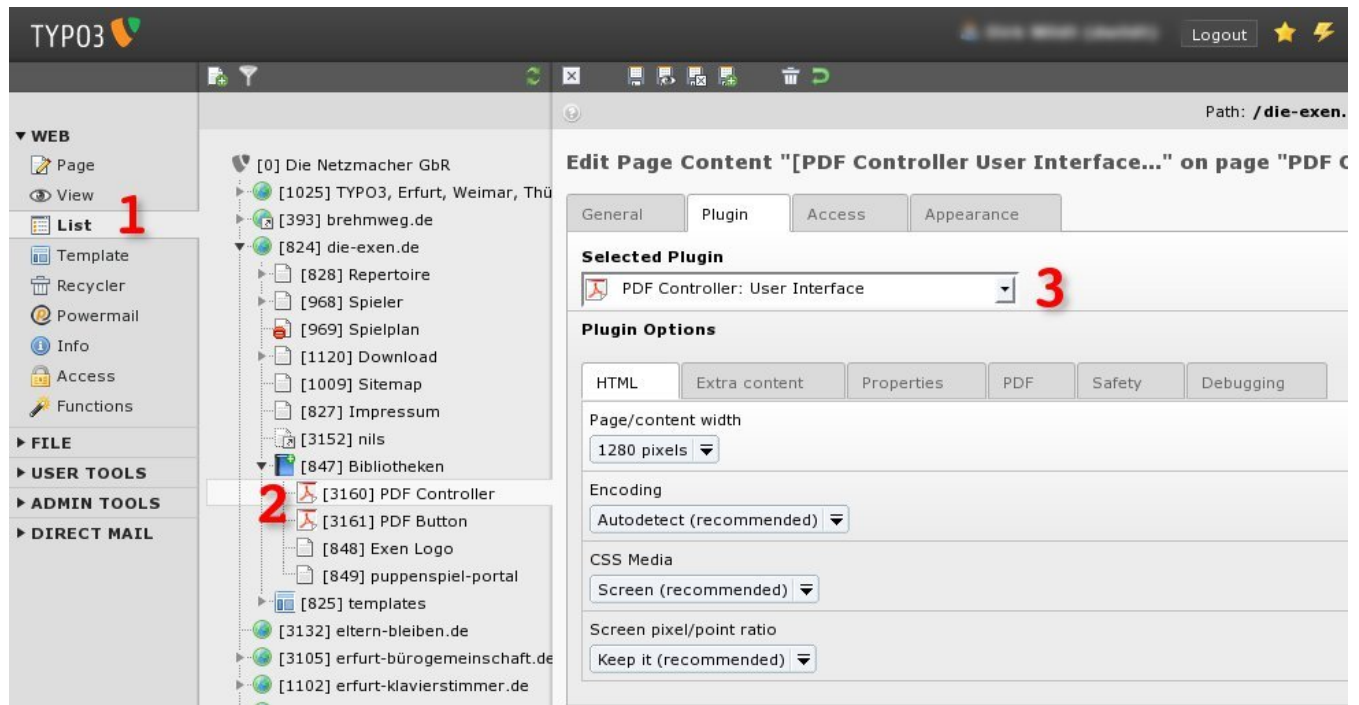 TYPO3
Logout
Path: /die-exen.
WEB
Page
View
List
1
Template
Recycler
Powermail
Info
Access
Functions
FILE
USER TOOLS
ADMIN TOOLS
DIRECT MAIL
[0] Die Netzmacher GbR
[1025] TYPO3, Erfurt, Weimar, Thü
[393] brehmweg.de
[824] die-exen.de
[828] Repertoire
[968] Spieler
[969] Spielplan
[1120] Download
[1009] Sitemap
[827] Impressum
[3152] nils
[847] Bibliotheken
2
[3160] PDF Controller
[3161] PDF Button
[848] Exen Logo
[849] puppenspiel-portal
[825] templates
[3132] eltern-bleiben.de
[3105] erfurt-bürogemeinschaft.de
[1102] erfurt-klavierstimmer.de
Edit Page Content "[PDF Controller User Interface..." on page "PDF C
General Plugin Access Appearance
Selected Plugin
PDF Controller: User Interface
3
Plugin Options
HTML Extra content Properties PDF Safety Debugging
Page/content width
1280 pixels
Encoding
Autodetect (recommended)
CSS Media
Screen (recommended)
Screen pixel/point ratio
Keep it (recommended)